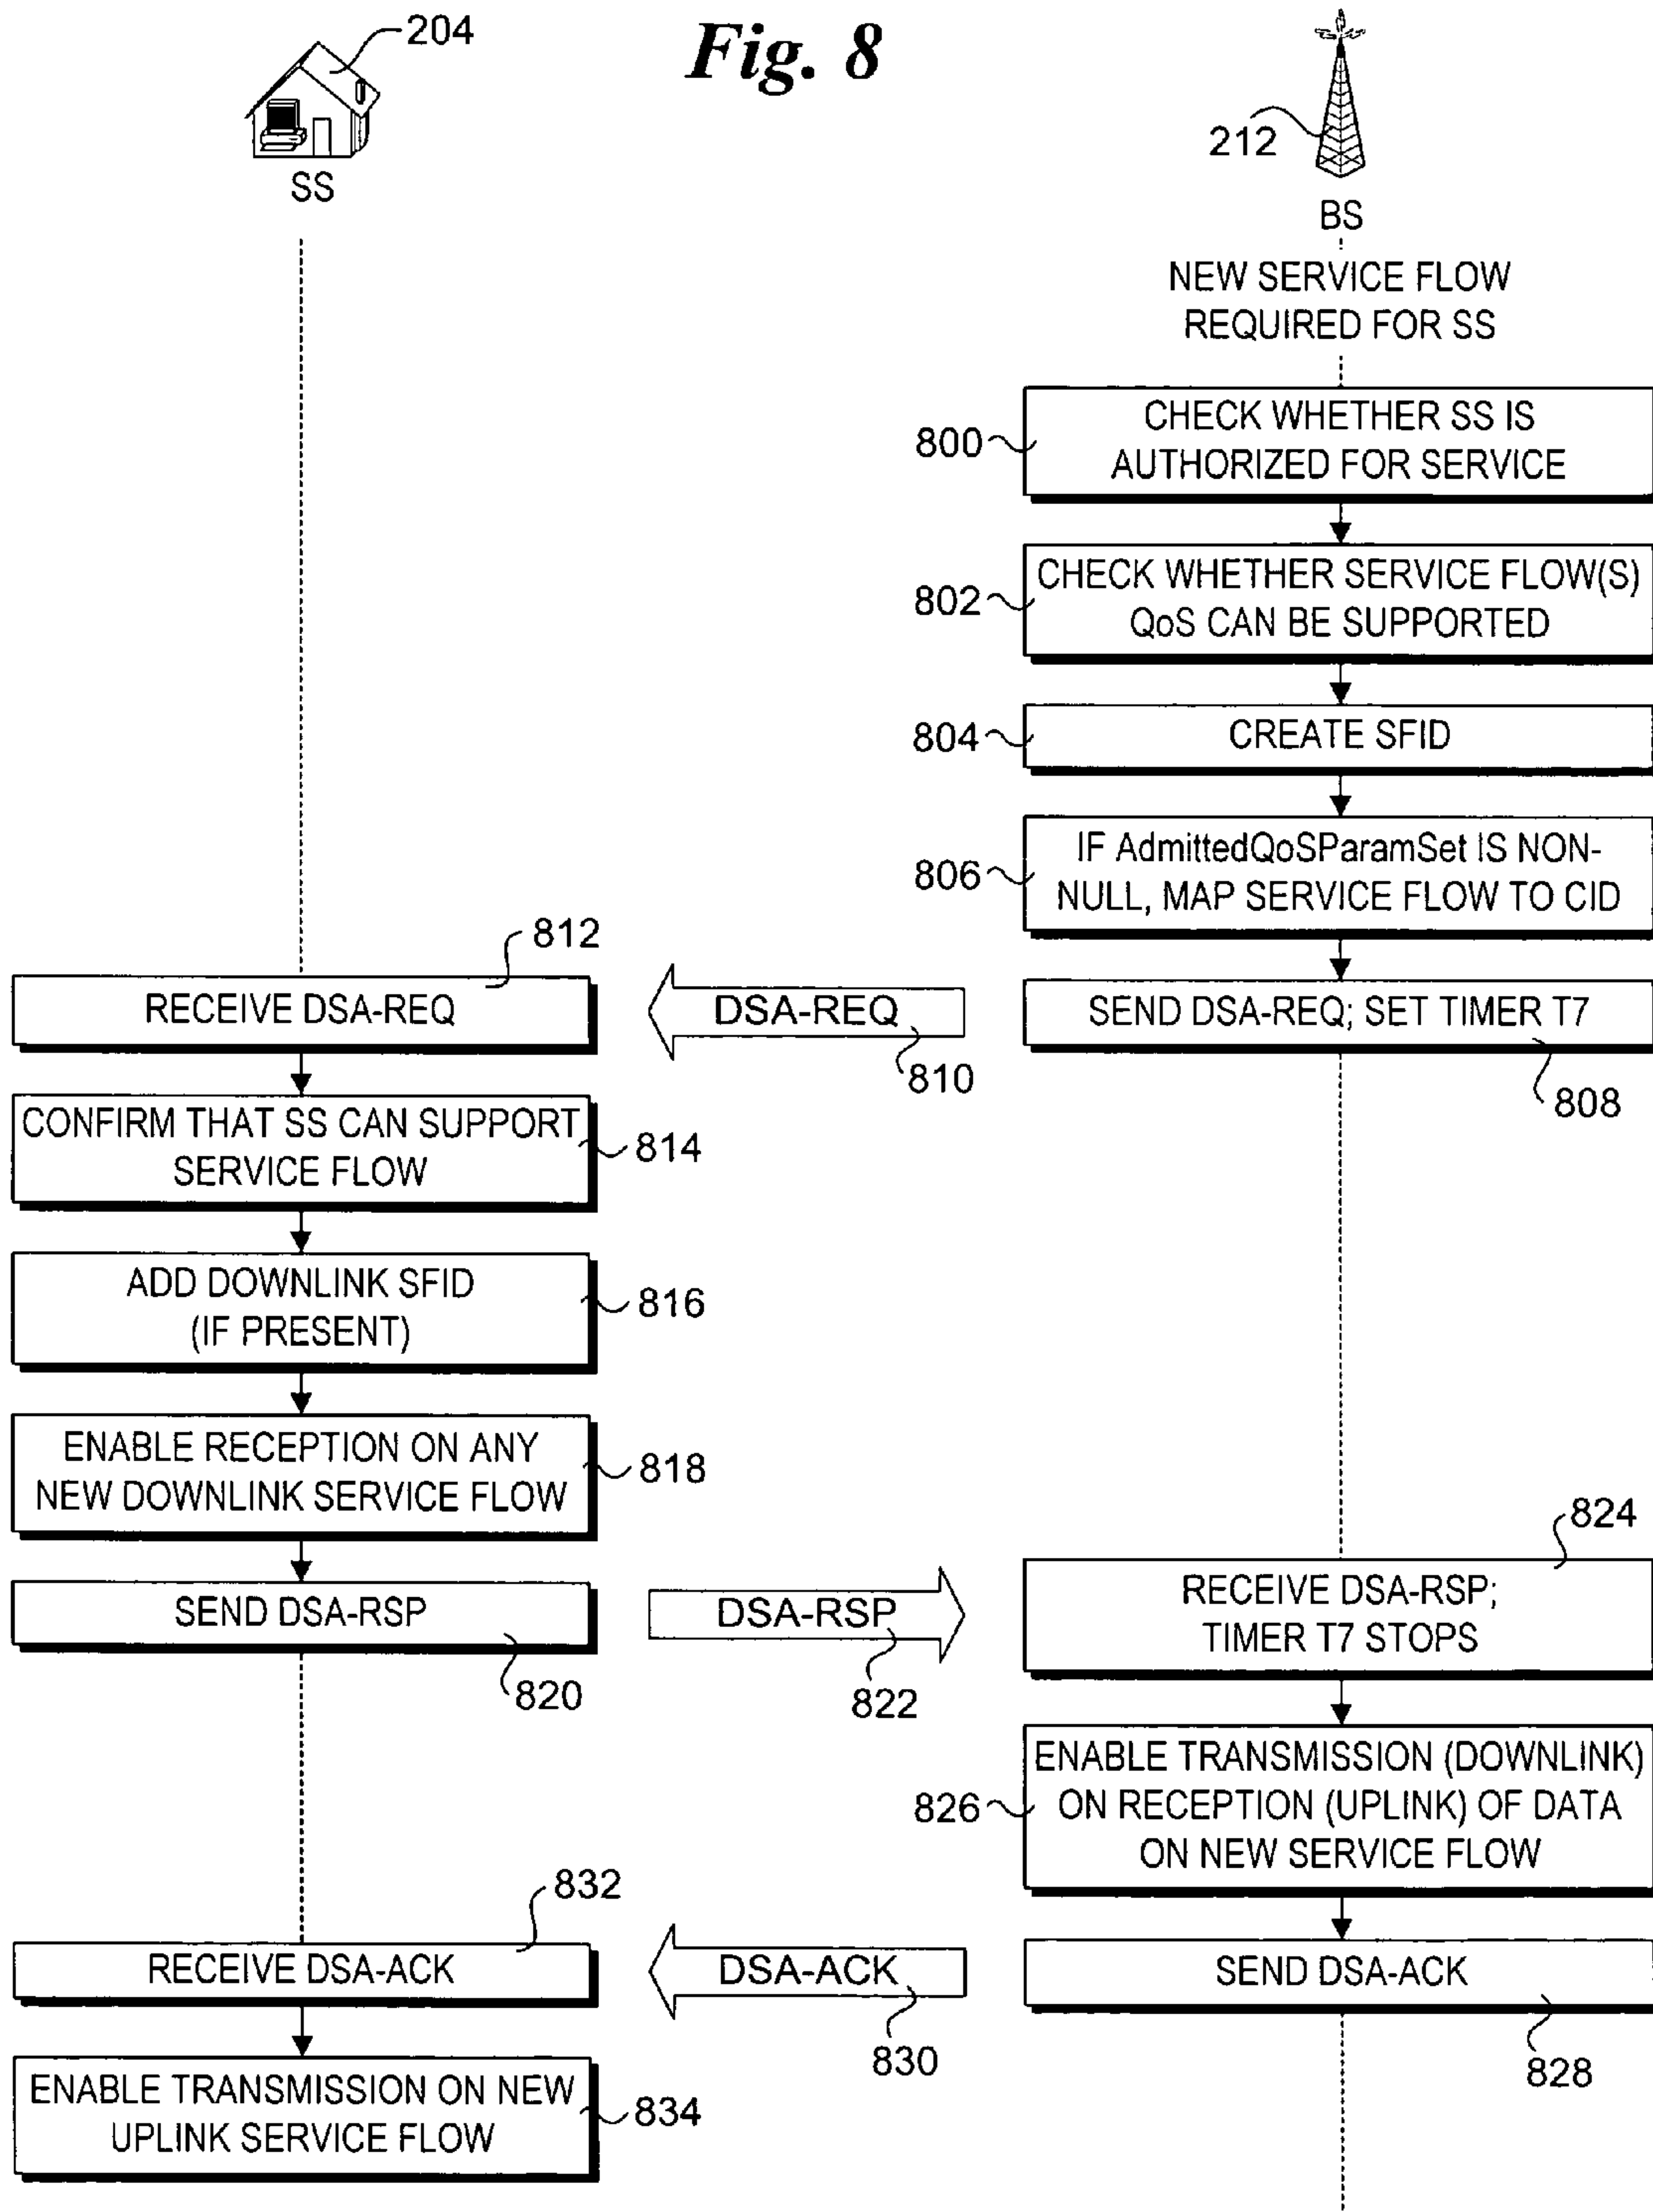 Fig. 8
204
SS
212
BS
NEW SERVICE FLOW
REQUIRED FOR SS
800
CHECK WHETHER SS IS
AUTHORIZED FOR SERVICE
802
CHECK WHETHER SERVICE FLOW(S)
QoS CAN BE SUPPORTED
804
CREATE SFID
806
IF AdmittedQoSParamSet IS NON-
NULL, MAP SERVICE FLOW TO CID
812
RECEIVE DSA-REQ
DSA-REQ
810
SEND DSA-REQ; SET TIMER T7
808
CONFIRM THAT SS CAN SUPPORT
SERVICE FLOW
814
ADD DOWNLINK SFID
(IF PRESENT)
816
ENABLE RECEPTION ON ANY
NEW DOWNLINK SERVICE FLOW
818
SEND DSA-RSP
820
DSA-RSP
822
824
RECEIVE DSA-RSP;
TIMER T7 STOPS
826
ENABLE TRANSMISSION (DOWNLINK)
ON RECEPTION (UPLINK) OF DATA
ON NEW SERVICE FLOW
832
RECEIVE DSA-ACK
DSA-ACK
830
SEND DSA-ACK
828
ENABLE TRANSMISSION ON NEW
UPLINK SERVICE FLOW
834